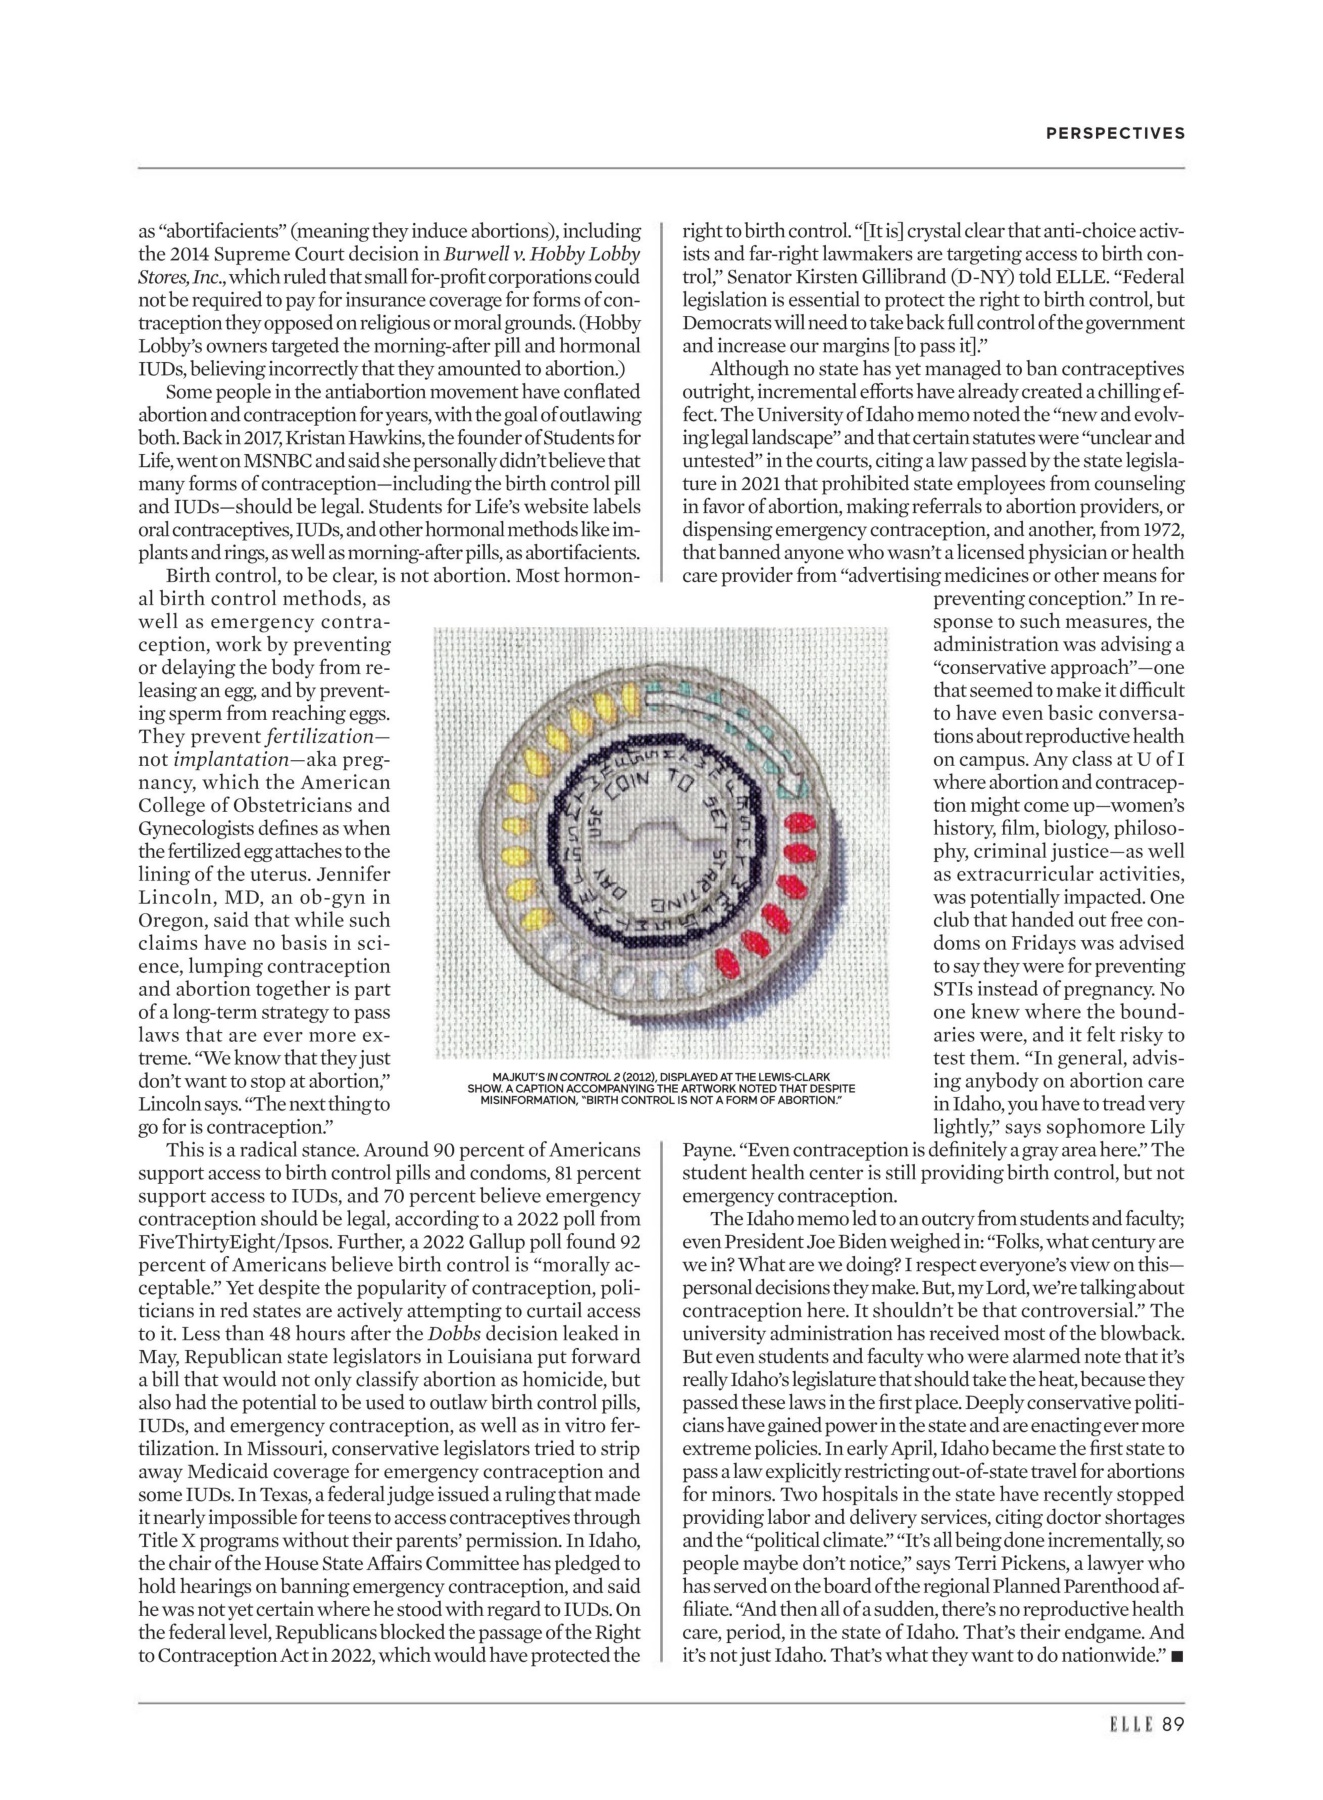 PERSPECTIVES
as “abortifacients” (meaning they induce abortions), including
the 2014 Supreme Court decision in Burwell v. Hobby Lobby
Stores, Inc., which ruled that small for-profit corporations could
not be required to pay for insurance coverage for forms of con-
traception they opposed on religious or moral grounds. (Hobby
Lobby’s owners targeted the morning-after pill and hormonal
IUDs, believing incorrectly that they amounted to abortion.)
Some people in the antiabortion movement have conflated
abortion and contraception for years, with the goal of outlawing
both. Back in 2017, Kristan Hawkins, the founder of Students for
Life, went on MSNBC and said she personally didn’t believe that
many forms of contraception—including the birth control pill
and IUDs—should be legal. Students for Life’s website labels
oral contraceptives, IUDs, and other hormonal methods like im-
plants and rings, as well as morning-after pills, as abortifacients.
Birth control, to be clear, is not abortion. Most hormon-
al birth control methods, as
well as emergency contra-
ception, work by preventing
or delaying the body from re-
leasing an egg, and by prevent-
ing sperm from reaching eggs.
They prevent fertilization—
not implantation—aka preg-
nancy, which the American
College of Obstetricians and
Gynecologists defines as when
the fertilized egg attaches to the
lining of the uterus. Jennifer
Lincoln, MD, an ob-gyn in
Oregon, said that while such
claims have no basis in sci-
ence, lumping contraception
and abortion together is part
of a long-term strategy to pass
laws that are ever more ex-
treme. “We know that they just
don’t want to stop at abortion,”
Lincoln says. “The next thing to
go for is contraception.”
This is a radical stance. Around 90 percent of Americans
support access to birth control pills and condoms, 81 percent
support access to IUDs, and 70 percent believe emergency
contraception should be legal, according to a 2022 poll from
FiveThirtyEight/Ipsos. Further, a 2022 Gallup poll found 92
percent of Americans believe birth control is “morally ac-
ceptable.” Yet despite the popularity of contraception, poli-
ticians in red states are actively attempting to curtail access
to it. Less than 48 hours after the Dobbs decision leaked in
May, Republican state legislators in Louisiana put forward
a bill that would not only classify abortion as homicide, but
also had the potential to be used to outlaw birth control pills,
IUDs, and emergency contraception, as well as in vitro fer-
tilization. In Missouri, conservative legislators tried to strip
away Medicaid coverage for emergency contraception and
some IUDs. In Texas, a federal judge issued a ruling that made
it nearly impossible for teens to access contraceptives through
Title X programs without their parents’ permission. In Idaho,
the chair of the House State Affairs Committee has pledged to
hold hearings on banning emergency contraception, and said
he was not yet certain where he stood with regard to IUDs. On
the federal level, Republicans blocked the passage of the Right
to Contraception Act in 2022, which would have protected the
USE COIN TO SET STARTING DAY
MAJKUT’S IN CONTROL 2 (2012), DISPLAYED AT THE LEWIS-CLARK
SHOW. A CAPTION ACCOMPANYING THE ARTWORK NOTED THAT DESPITE
MISINFORMATION, “BIRTH CONTROL IS NOT A FORM OF ABORTION.”
right to birth control. “[It is] crystal clear that anti-choice activ-
ists and far-right lawmakers are targeting access to birth con-
trol,” Senator Kirsten Gillibrand (D-NY) told ELLE. “Federal
legislation is essential to protect the right to birth control, but
Democrats will need to take back full control of the government
and increase our margins [to pass it].”
Although no state has yet managed to ban contraceptives
outright, incremental efforts have already created a chilling ef-
fect. The University of Idaho memo noted the “new and evolv-
ing legal landscape” and that certain statutes were “unclear and
untested” in the courts, citing a law passed by the state legisla-
ture in 2021 that prohibited state employees from counseling
in favor of abortion, making referrals to abortion providers, or
dispensing emergency contraception, and another, from 1972,
that banned anyone who wasn’t a licensed physician or health
care provider from “advertising medicines or other means for
preventing conception.” In re-
sponse to such measures, the
administration was advising a
“conservative approach”—one
that seemed to make it difficult
to have even basic conversa-
tions about reproductive health
on campus. Any class at U of I
where abortion and contracep-
tion might come up—women’s
history, film, biology, philoso-
phy, criminal justice—as well
as extracurricular activities,
was potentially impacted. One
club that handed out free con-
doms on Fridays was advised
to say they were for preventing
STIs instead of pregnancy. No
one knew where the bound-
aries were, and it felt risky to
test them. “In general, advis-
ing anybody on abortion care
in Idaho, you have to tread very
lightly,” says sophomore Lily
Payne. “Even contraception is definitely a gray area here.” The
student health center is still providing birth control, but not
emergency contraception.
The Idaho memo led to an outcry from students and faculty;
even President Joe Biden weighed in: “Folks, what century are
we in? What are we doing? I respect everyone’s view on this—
personal decisions they make. But, my Lord, we’re talking about
contraception here. It shouldn’t be that controversial.” The
university administration has received most of the blowback.
But even students and faculty who were alarmed note that it’s
really Idaho’s legislature that should take the heat, because they
passed these laws in the first place. Deeply conservative politi-
cians have gained power in the state and are enacting ever more
extreme policies. In early April, Idaho became the first state to
pass a law explicitly restricting out-of-state travel for abortions
for minors. Two hospitals in the state have recently stopped
providing labor and delivery services, citing doctor shortages
and the “political climate.” “It’s all being done incrementally, so
people maybe don’t notice,” says Terri Pickens, a lawyer who
has served on the board of the regional Planned Parenthood af-
filiate. “And then all of a sudden, there’s no reproductive health
care, period, in the state of Idaho. That’s their endgame. And
it’s not just Idaho. That’s what they want to do nationwide.” ■
ELLE 89